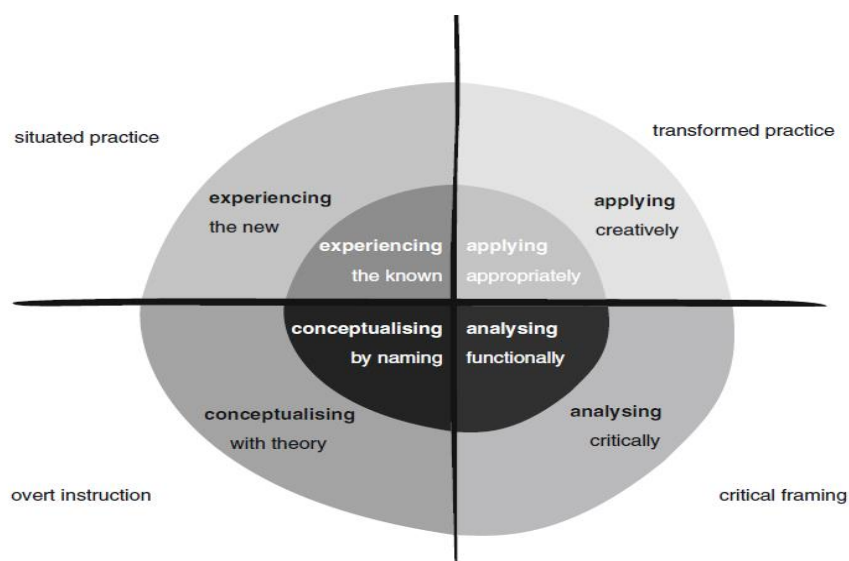 situated practice
transformed practice
experiencing
the new
applying
creatively
experiencing
the known
applying
appropriately
conceptualising
by naming
analysing
functionally
conceptualising
with theory
analysing
critically
overt instruction
critical framing